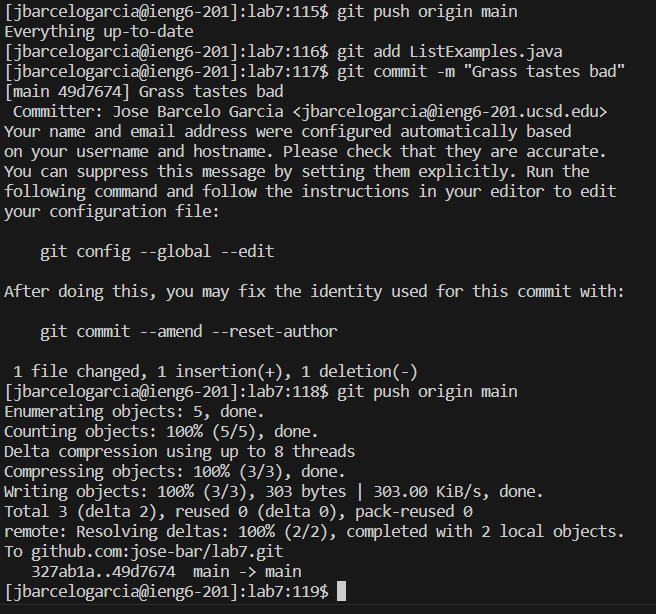 [jbarcelogarcia@ieng6-201]:lab7:115$ git push origin main
Everything up-to-date
[jbarcelogarcia@ieng6-201]:lab7:116$ git add ListExamples.java
[jbarcelogarcia@ieng6-201]:lab7:117$ git commit -m "Grass tastes bad"
[main 49d7674] Grass tastes bad
 Committer: Jose Barcelo Garcia <jbarcelogarcia@ieng6-201.ucsd.edu>
Your name and email address were configured automatically based
on your username and hostname. Please check that they are accurate.
You can suppress this message by setting them explicitly. Run the
following command and follow the instructions in your editor to edit
your configuration file:

    git config --global --edit

After doing this, you may fix the identity used for this commit with:

    git commit --amend --reset-author

 1 file changed, 1 insertion(+), 1 deletion(-)
[jbarcelogarcia@ieng6-201]:lab7:118$ git push origin main
Enumerating objects: 5, done.
Counting objects: 100% (5/5), done.
Delta compression using up to 8 threads
Compressing objects: 100% (3/3), done.
Writing objects: 100% (3/3), 303 bytes | 303.00 KiB/s, done.
Total 3 (delta 2), reused 0 (delta 0), pack-reused 0
remote: Resolving deltas: 100% (2/2), completed with 2 local objects.
To github.com:jose-bar/lab7.git
   327ab1a..49d7674  main -> main
[jbarcelogarcia@ieng6-201]:lab7:119$